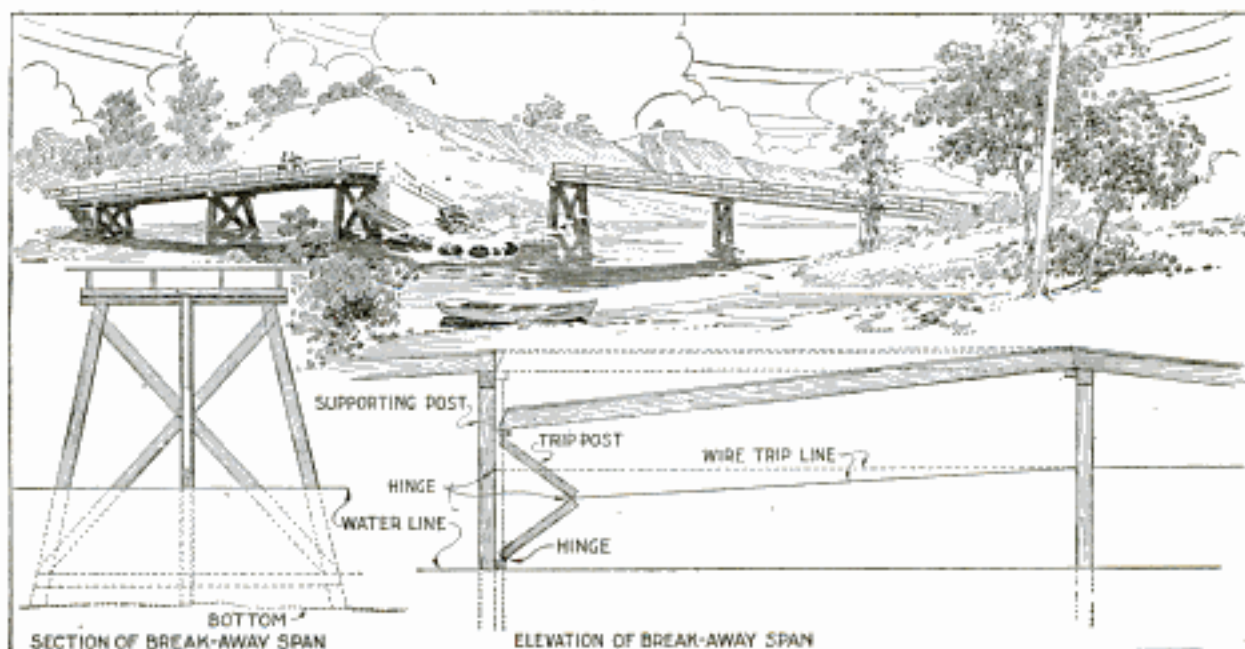 SUPPORTING POST
TRIP POST
WIRE TRIP LINE
HINGE
WATER LINE
HINGE
BOTTOM
SECTION OF BREAK-AWAY SPAN
ELEVATION OF BREAK-AWAY SPAN